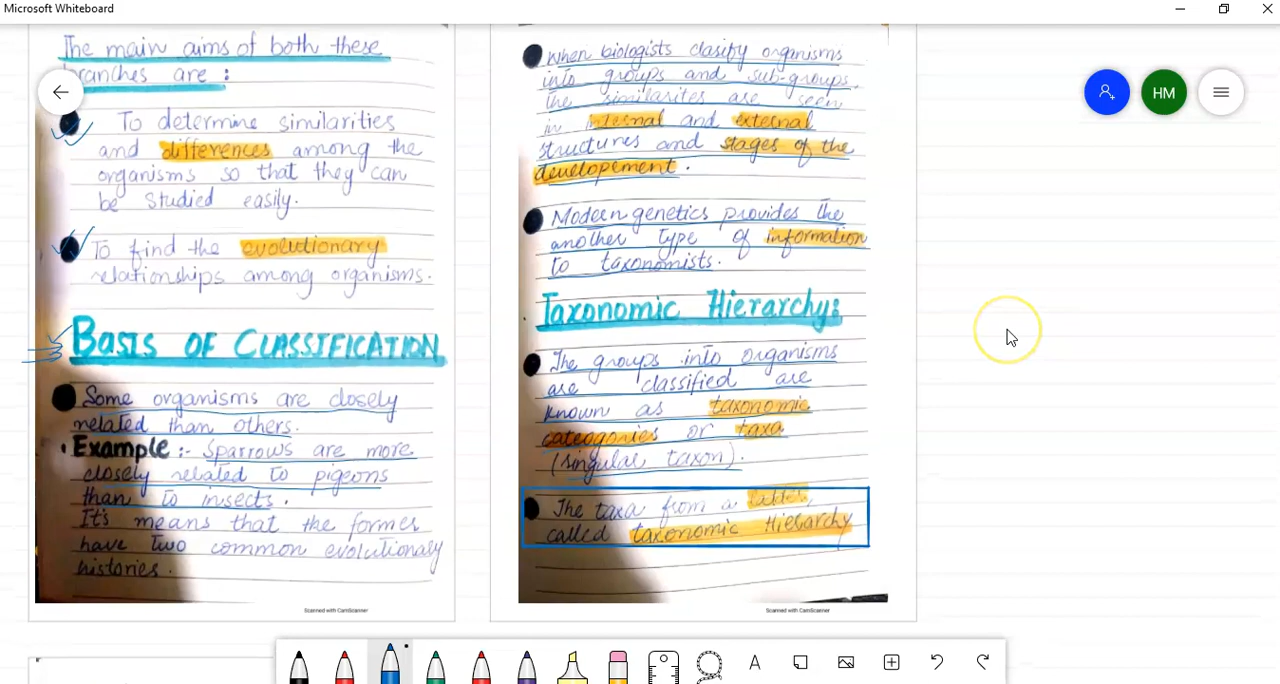 Microsoft Whiteboard
HM
The main aims of both these
branches are :
To determine similarities
and differences among the
organisms so that they can
be studied easily.
To find the evolutionary
relationships among organisms.
BASIS OF CLASSIFICATION
Some organisms are closely
related than others.
Example :- Sparrows are more
closely related to pigeons
than to insects.
It's means that the former
have two common evolutionary
histories.
Scanned with CamScanner
When biologists clasify organisms
into groups and sub-groups.
The similarites are seen
in internal and external
structures and stages of the
developement.
Modern genetics provides the
another type of information
to taxonomists.
Taxonomic Hierarchy:
The groups into organisms
are classified are
known as taxonomic
categories or taxa
(singular taxon).
The taxa from a ladder,
called taxonomic Hierarchy
Scanned with CamScanner
A